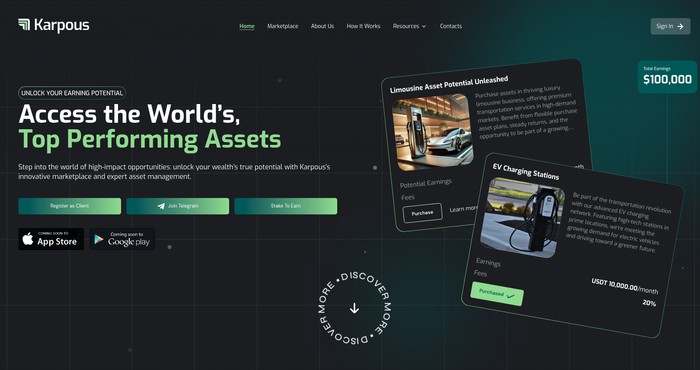 Karpous
Home
Marketplace
About Us
How It Works
Resources
Contacts
Sign In
UNLOCK YOUR EARNING POTENTIAL
Access the World's,
Top Performing Assets
Step into the world of high-impact opportunities: unlock your wealth's true potential with Karpous's
innovative marketplace and expert asset management.
Register as Client
Join Telegram
Stake To Earn
COMING SOON TO
App Store
Coming soon to
Google play
Total Earnings
$100,000
Limousine Asset Potential Unleashed
Purchase assets in thriving luxury
limousine business, offering premium
transportation services in high-demand
markets. Benefit from flexible purchase
asset plans, steady returns, and the
opportunity to be part of a growing...
Potential Earnings
Fees
Purchase
Learn more
EV Charging Stations
Be part of the transportation revolution
with our advanced EV charging
network. Featuring high-tech stations in
prime locations, we're meeting the
growing demand for electric vehicles
and driving toward a greener future
Earnings
USDT 10,000.00/month
Fees
20%
Purchased
DISCOVER MORE • DISCOVER MORE •